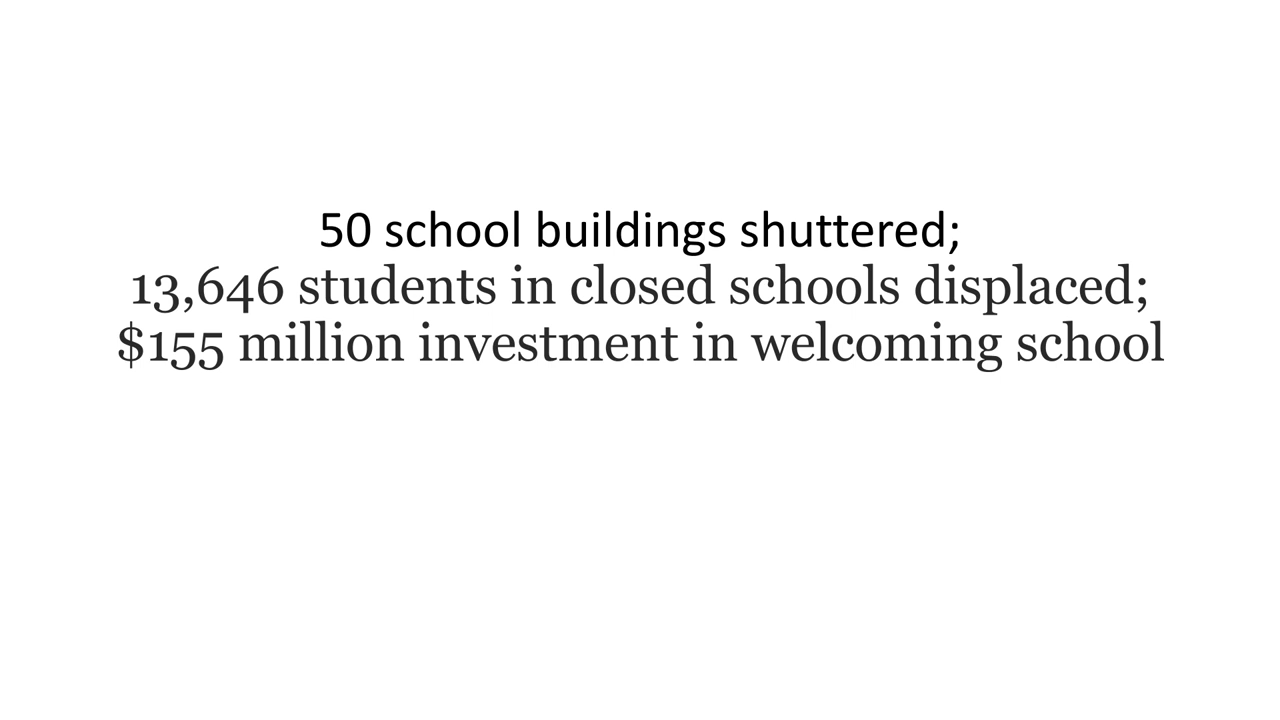 50 school buildings shuttered;
13,646 students in closed schools displaced;
$155 million investment in welcoming school